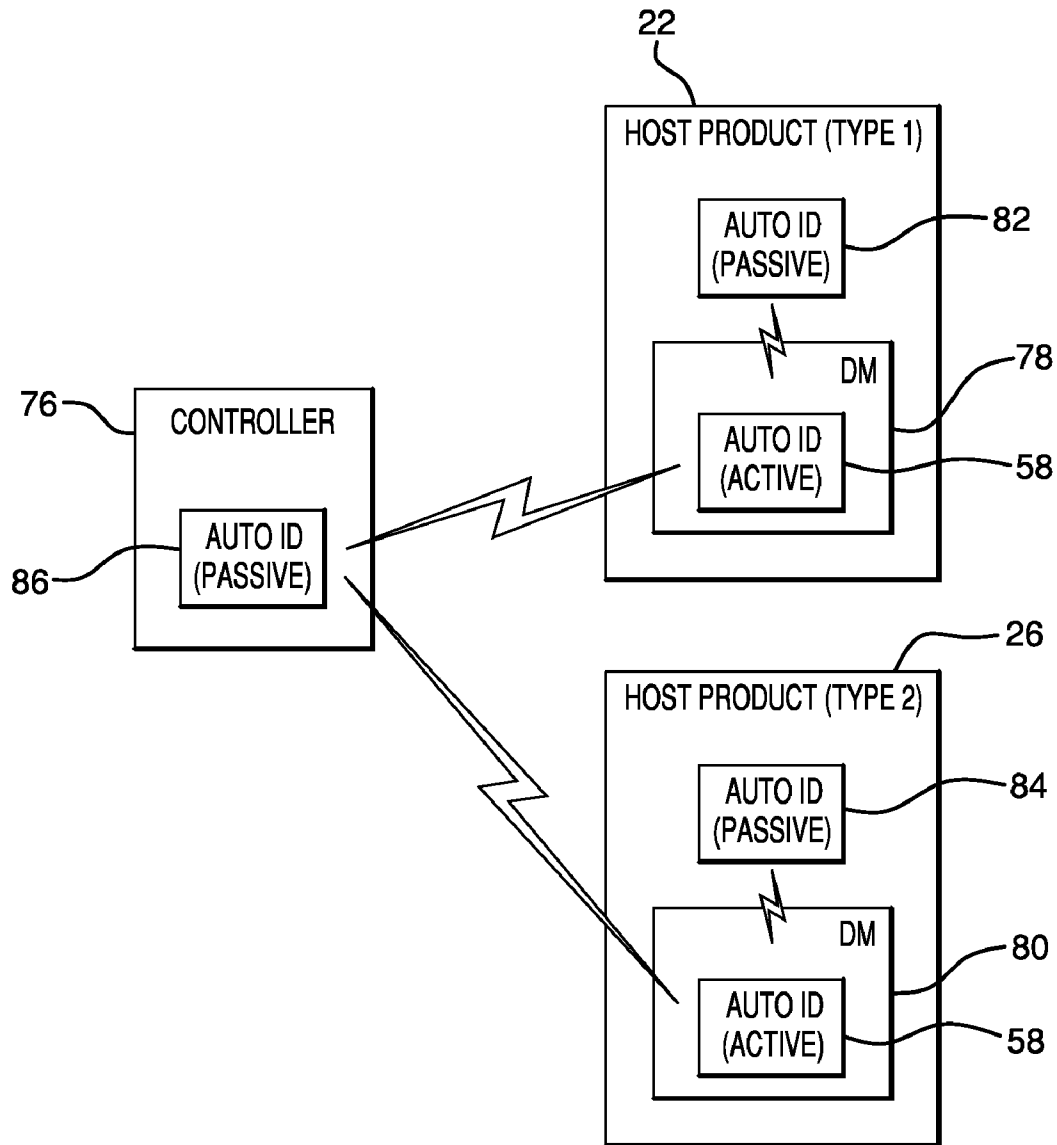 22
HOST PRODUCT (TYPE 1)
AUTO ID
(PASSIVE)
82
DM
78
AUTO ID
(ACTIVE)
58
76
CONTROLLER
AUTO ID
(PASSIVE)
86
26
HOST PRODUCT (TYPE 2)
AUTO ID
(PASSIVE)
84
DM
80
AUTO ID
(ACTIVE)
58